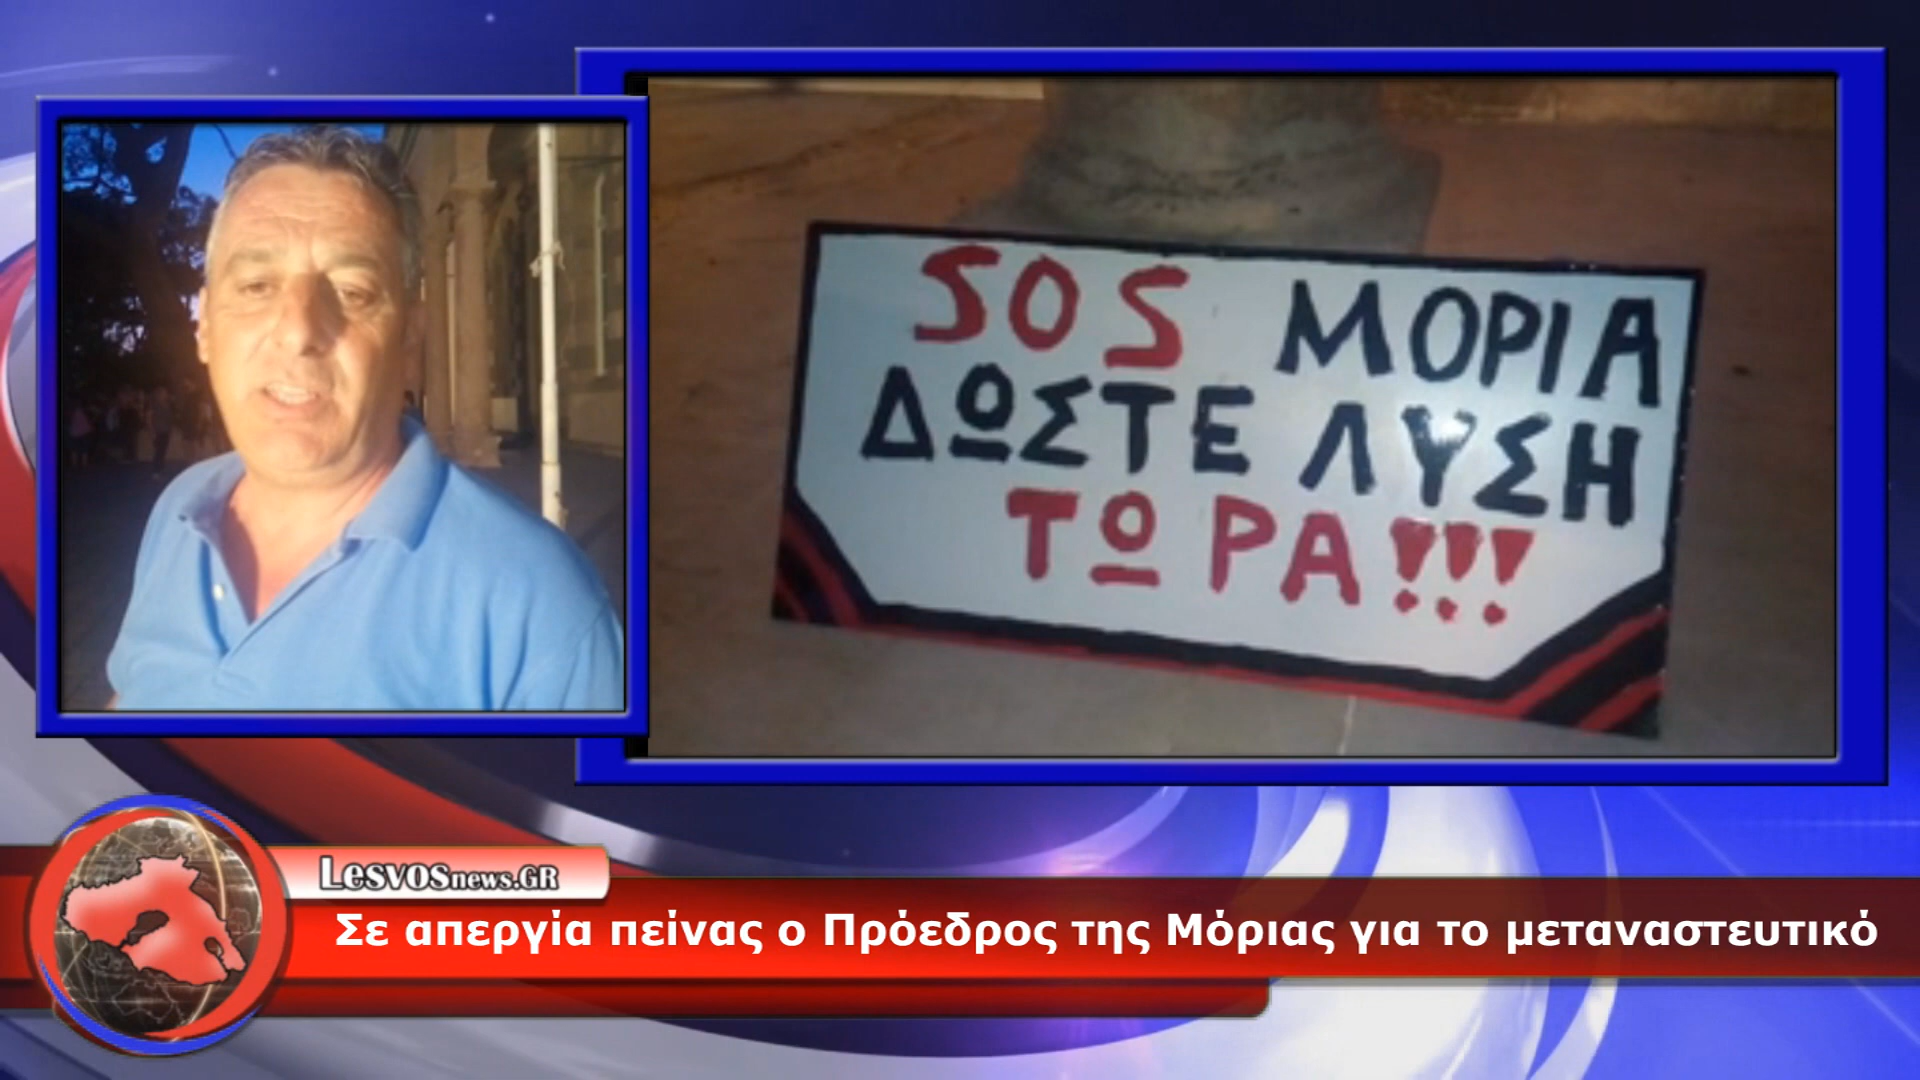 SOS ΜΟΡΙΑ
ΔΩΣΤΕ ΛΥΣΗ
ΤΩΡΑ!!!
LESVOSnews.GR
Σε απεργία πείνας ο Πρόεδρος της Μόριας για το μεταναστευτικό